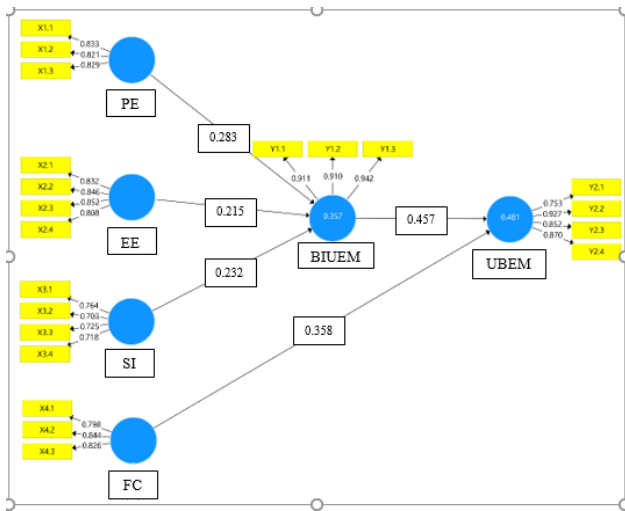 X1.1
0.833
X1.2
0.821
X1.3
0.829
PE
0.283
Y1.1
Y1.2
Y1.3
0.911
0.910
0.942
X2.1
0.832
X2.2
0.846
X2.3
0.852
X2.4
0.808
EE
0.215
0.357
BIUEM
0.457
0.481
UBEM
Y2.1
0.753
Y2.2
0.927
Y2.3
0.852
Y2.4
0.870
0.232
X3.1
0.764
X3.2
0.703
X3.3
0.725
X3.4
0.718
SI
0.358
X4.1
0.798
X4.2
0.844
X4.3
0.826
FC